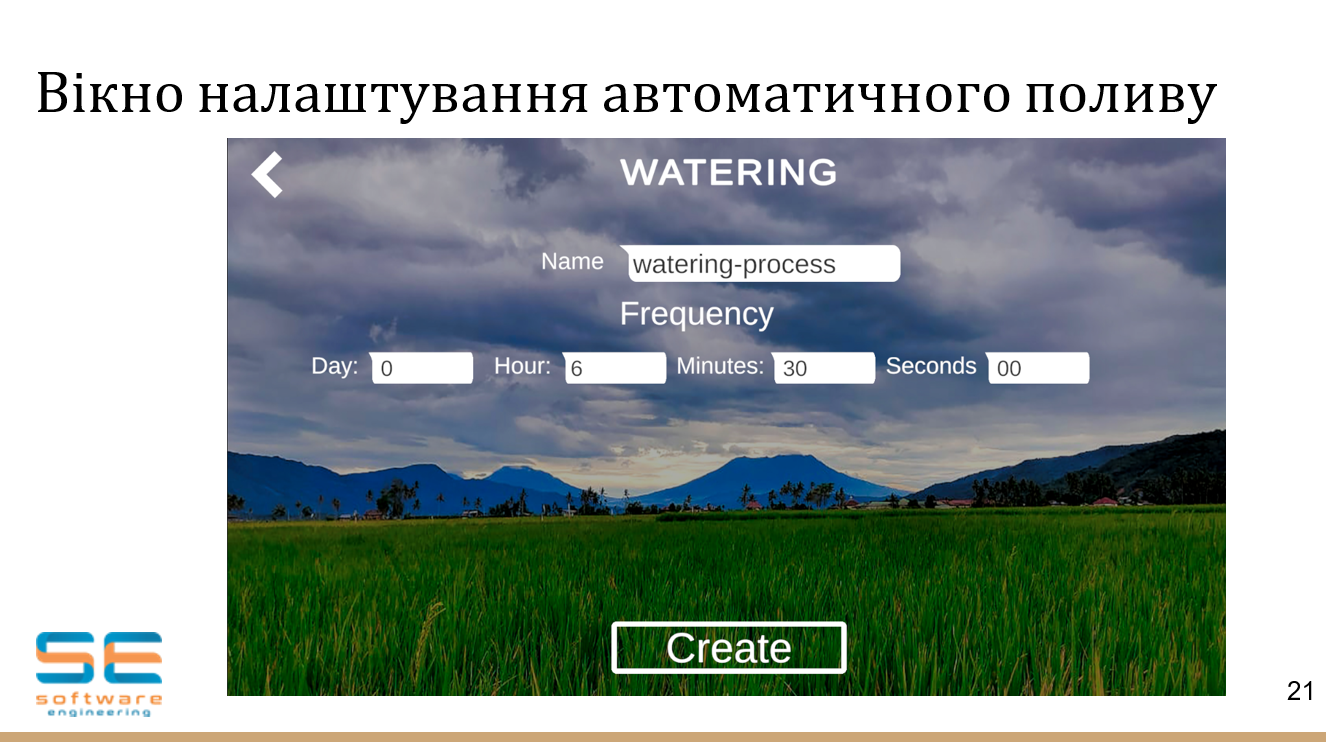 Вікно налаштування автоматичного поливу
WATERING
Name watering-process
Frequency
Day: 0 Hour: 6 Minutes: 30 Seconds 00
Create
SE
software
engineering
21